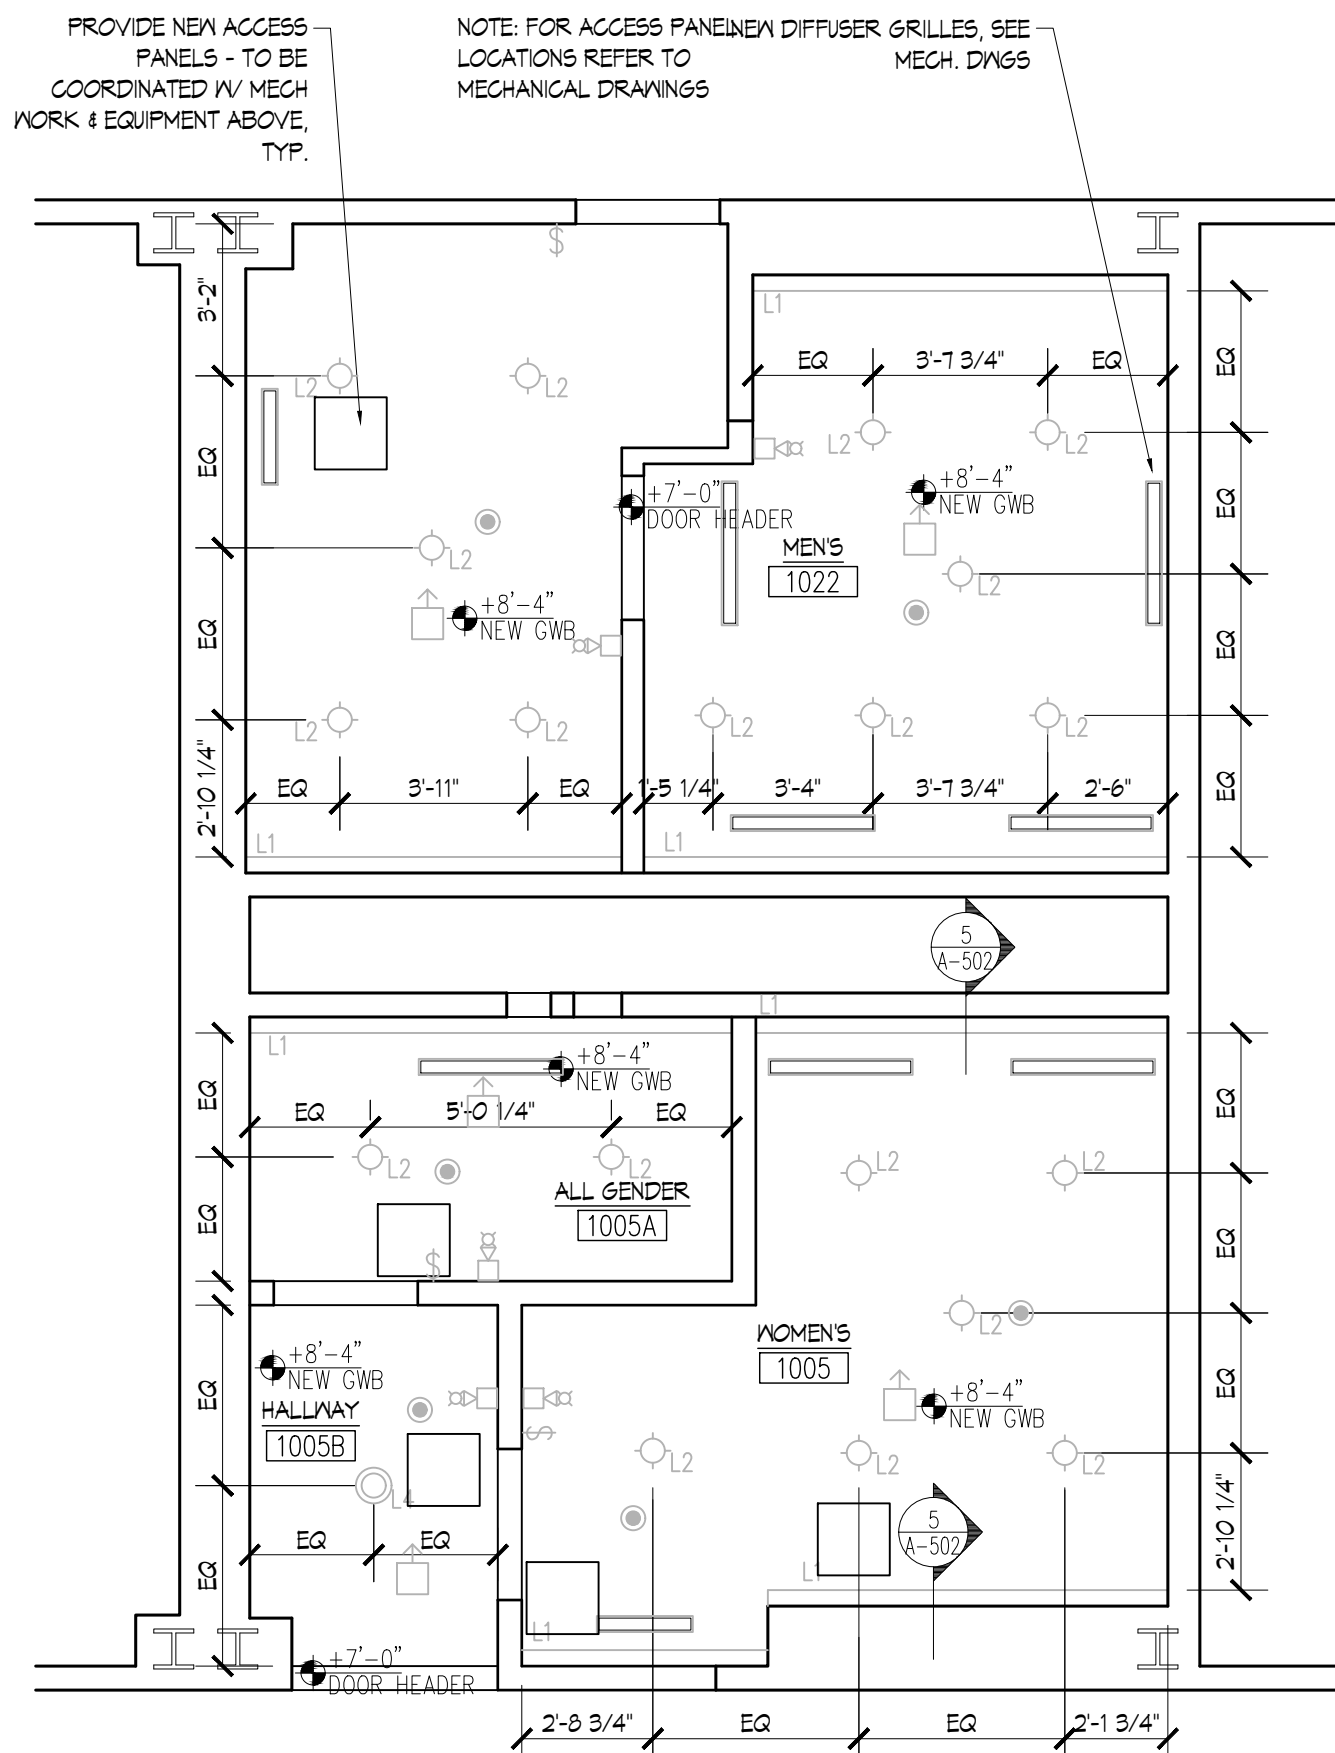 PROVIDE NEW ACCESS
PANELS - TO BE
COORDINATED W/ MECH
WORK & EQUIPMENT ABOVE,
TYP.
NOTE: FOR ACCESS PANEL
LOCATIONS REFER TO
MECHANICAL DRAWINGS
NEW DIFFUSER GRILLES, SEE
MECH. DWGS
$
3'-2"
L1
EQ
3'-7 3/4"
EQ
EQ
L2
L2
L2
L2
EQ
+7'-0"
DOOR HEADER
+8'-4"
NEW GWB
EQ
MEN'S
1022
L2
L2
+8'-4"
NEW GWB
EQ
EQ
L2
L2
L2
L2
L2
2'-10 1/4"
EQ
3'-11"
EQ
1'-5 1/4"
3'-4"
3'-7 3/4"
2'-6"
EQ
L1
L1
5
A-502
L1
L1
+8'-4"
NEW GWB
EQ
EQ
5'-0 1/4"
EQ
EQ
L2
L2
L2
L2
ALL GENDER
1005A
EQ
EQ
$
L2
WOMEN'S
1005
+8'-4"
NEW GWB
HALLWAY
1005B
EQ
EQ
+8'-4"
NEW GWB
$
L2
L2
L2
L4
5
A-502
2'-10 1/4"
EQ
EQ
EQ
L1
L1
+7'-0"
DOOR HEADER
2'-8 3/4"
EQ
EQ
2'-1 3/4"